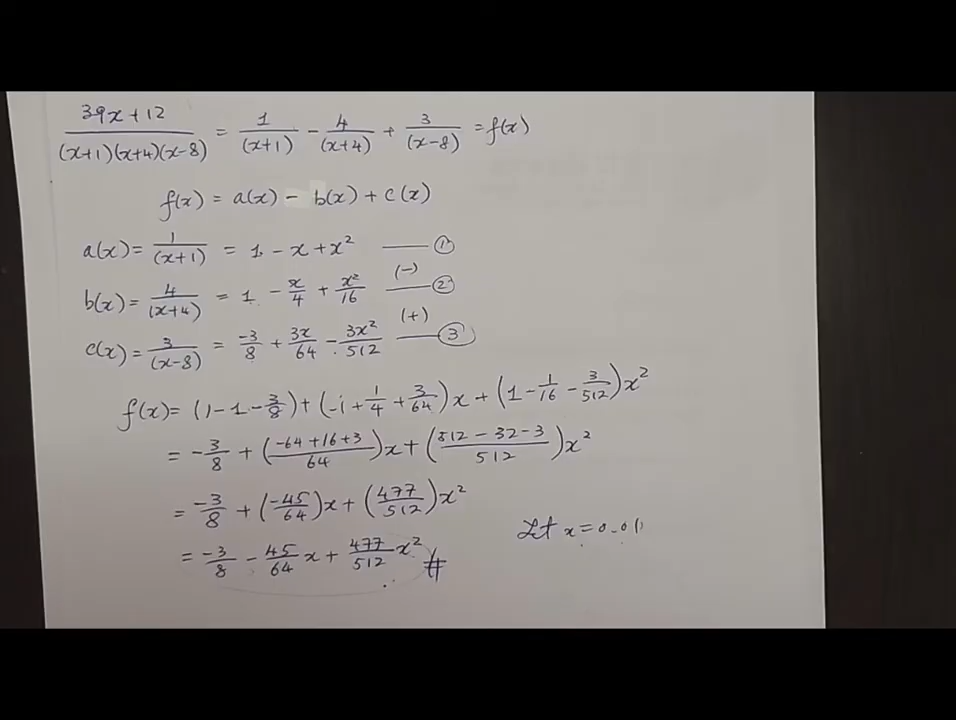 39x+12/(x+1)(x+4)(x-8) = 1/(x+1) - 4/(x+4) + 3/(x-8) = f(x)
f(x) = a(x) - b(x) + c(x)
a(x) = 1/(x+1) = 1 - x + x² —— ①
b(x) = 4/(x+4) = 1 - x/4 + x²/16 (-) —— ②
c(x) = 3/(x-8) = -3/8 + 3x/64 - 3x²/512 (+) —— ③
f(x) = (1-1-3/8) + (-1+1/4+3/64)x + (1-1/16-3/512)x²
= -3/8 + (-64+16+3/64)x + (512-32-3/512)x²
= -3/8 + (-45/64)x + (477/512)x²
= -3/8 - 45/64 x + 477/512 x² #
Let x = 0.01